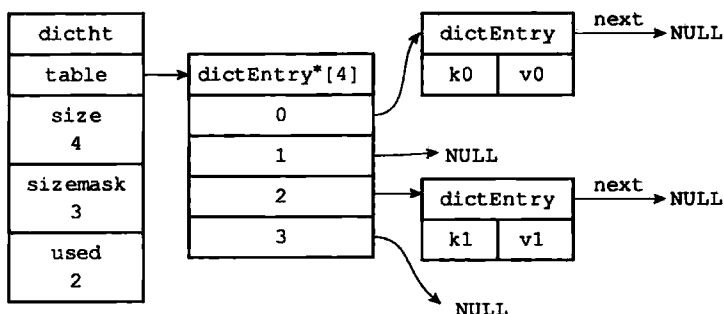 dictht
table
size
4
sizemask
3
used
2
dictEntry*[4]
0
1
2
3
dictEntry
k0 v0
next
NULL
NULL
dictEntry
k1 v1
next
NULL
NULL